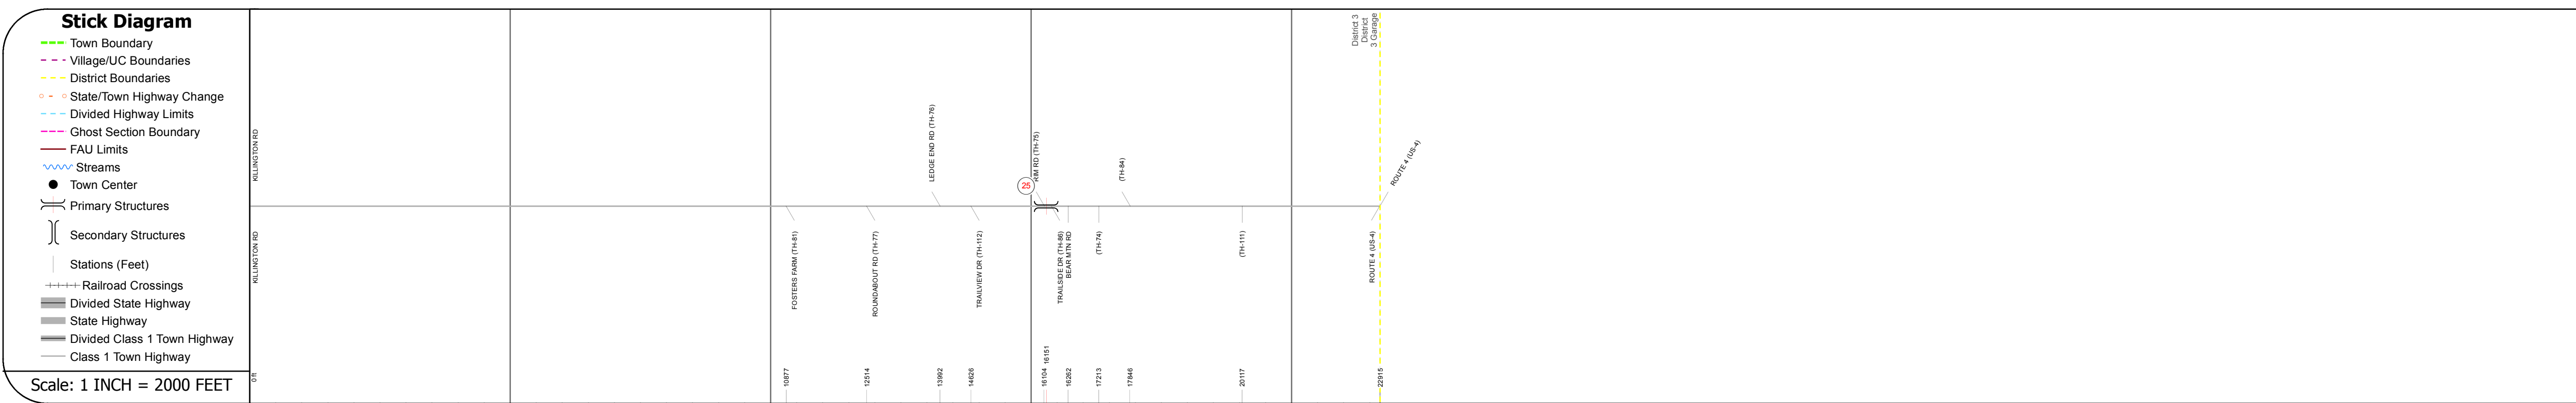 Stick Diagram
Town Boundary
Village/UC Boundaries
District Boundaries
State/Town Highway Change
Divided Highway Limits
Ghost Section Boundary
FAU Limits
Streams
Town Center
Primary Structures
Secondary Structures
Stations (Feet)
Railroad Crossings
Divided State Highway
State Highway
Divided Class 1 Town Highway
Class 1 Town Highway
Scale: 1 INCH = 2000 FEET
KILLINGTON RD
LEDGE END RD (TH-76)
25
RIM RD (TH-75)
(TH-84)
District 3
District
3 Garage
ROUTE 4 (US-4)
KILLINGTON RD
FOSTERS FARM (TH-81)
ROUNDABOUT RD (TH-77)
TRAILVIEW DR (TH-112)
TRAILSIDE DR (TH-86)
BEAR MTN RD
(TH-74)
(TH-111)
ROUTE 4 (US-4)
0 ft
10877
12514
13992
14626
16104
16151
16262
17213
17846
20117
22915